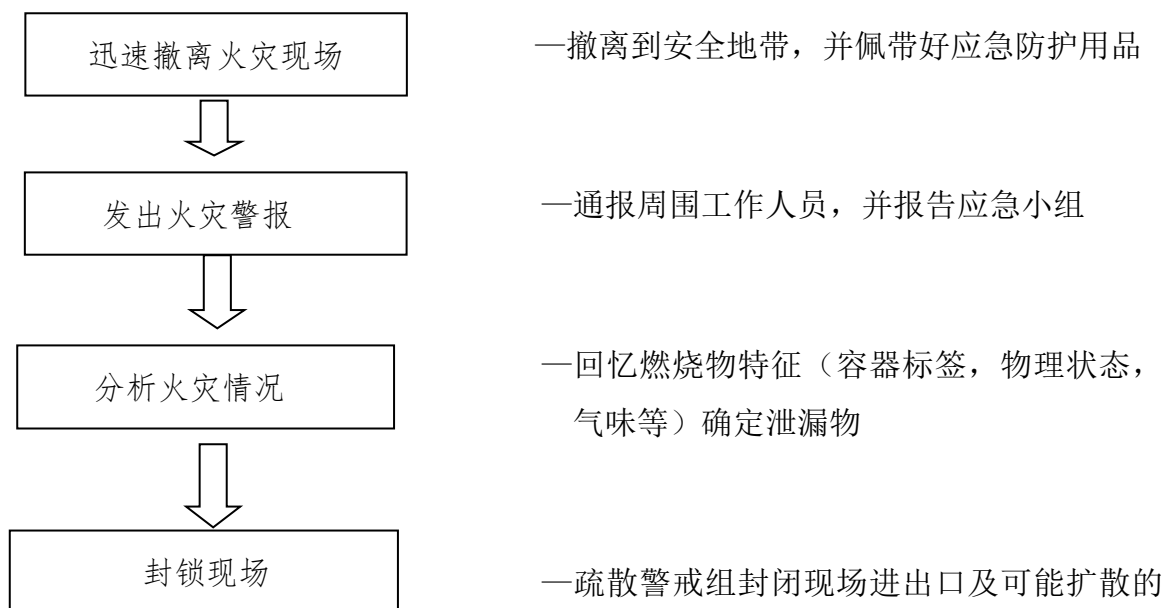 迅速撤离火灾现场
—撤离到安全地带，并佩带好应急防护用品
发出火灾警报
—通报周围工作人员，并报告应急小组
分析火灾情况
—回忆燃烧物特征（容器标签，物理状态，
气味等）确定泄漏物
封锁现场
—疏散警戒组封闭现场进出口及可能扩散的